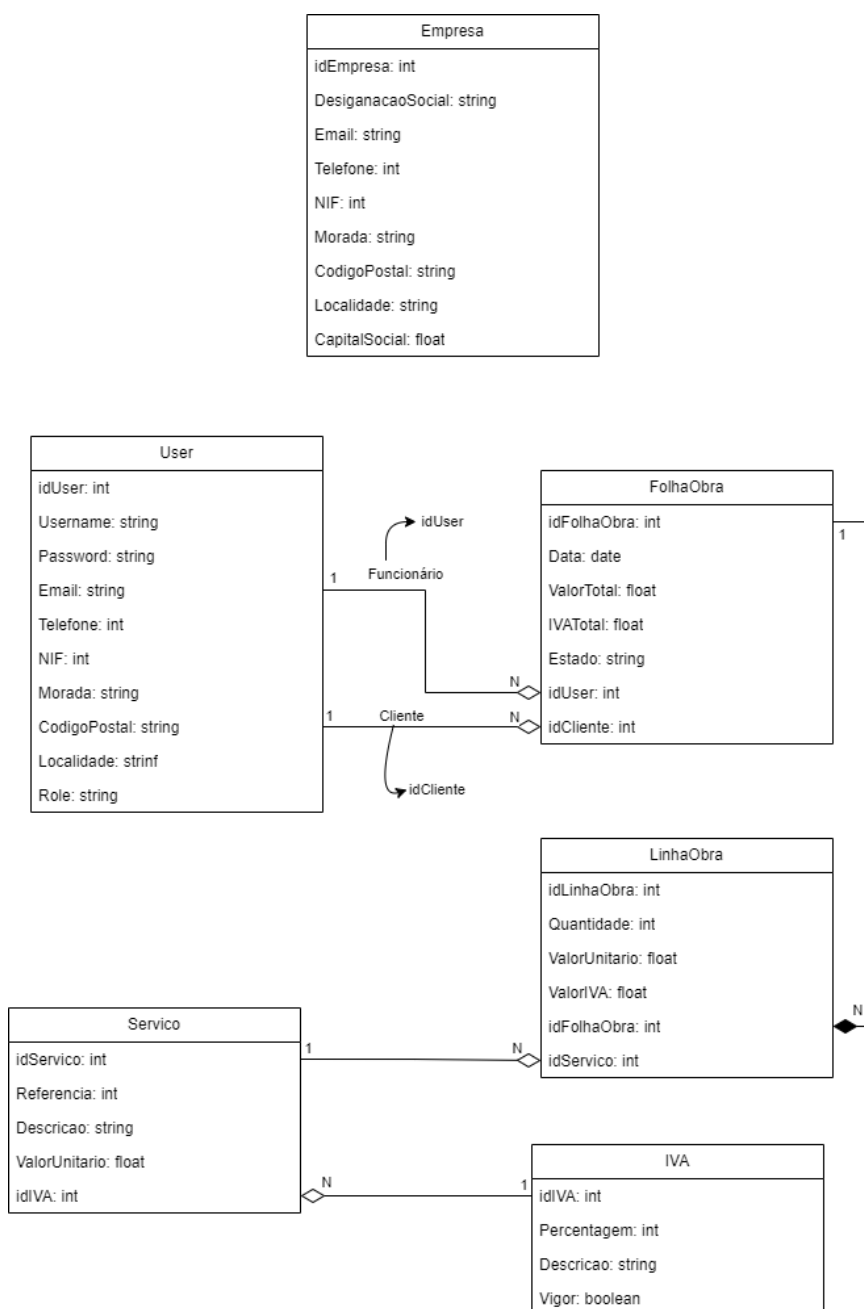 Empresa
idEmpresa: int
DesiganacaoSocial: string
Email: string
Telefone: int
NIF: int
Morada: string
CodigoPostal: string
Localidade: string
CapitalSocial: float
User
idUser: int
Username: string
Password: string
Email: string
Telefone: int
NIF: int
Morada: string
CodigoPostal: string
Localidade: strinf
Role: string
idUser
1
Funcionário
N
1
Cliente
N
idCliente
FolhaObra
idFolhaObra: int
Data: date
ValorTotal: float
IVATotal: float
Estado: string
idUser: int
idCliente: int
1
LinhaObra
idLinhaObra: int
Quantidade: int
ValorUnitario: float
ValorIVA: float
idFolhaObra: int
idServico: int
N
Servico
idServico: int
Referencia: int
Descricao: string
ValorUnitario: float
idIVA: int
1
N
N
1
IVA
idIVA: int
Percentagem: int
Descricao: string
Vigor: boolean